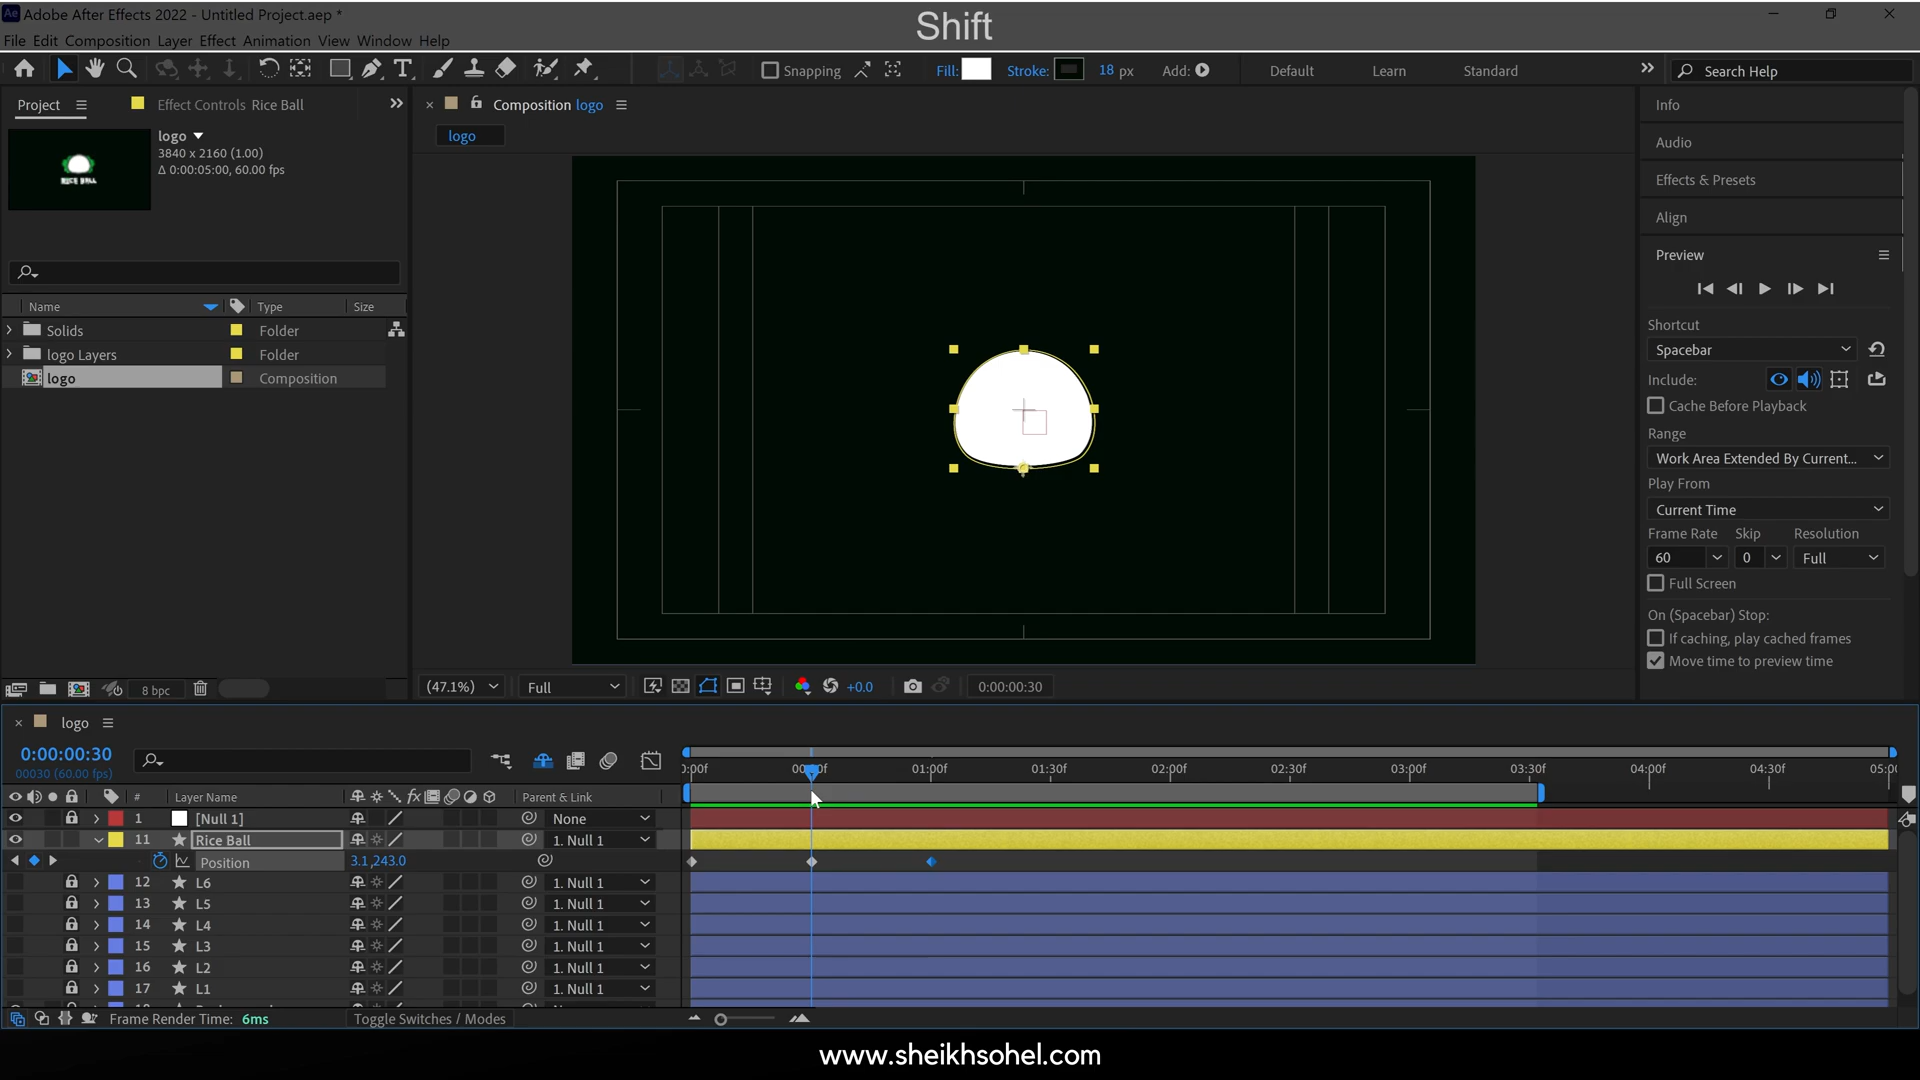 Adobe After Effects 2022 - Untitled Project.aep *
Shift
File Edit Composition Layer Effect Animation View Window Help
Snapping
Fill:
Stroke:
18 px
Add:
Default
Learn
Standard
Search Help
Project
Effect Controls Rice Ball
Composition logo
logo
logo
3840 x 2160 (1.00)
Δ 0:00:05:00, 60.00 fps
RICE BALL
Name
Type
Size
Solids
Folder
logo Layers
Folder
logo
Composition
8 bpc
(47.1%)
Full
+0.0
0:00:00:30
Info
Audio
Effects & Presets
Align
Preview
Shortcut
Spacebar
Include:
Cache Before Playback
Range
Work Area Extended By Current...
Play From
Current Time
Frame Rate Skip Resolution
60 0 Full
Full Screen
On (Spacebar) Stop:
If caching, play cached frames
Move time to preview time
logo
0:00:00:30
00030 (60.00 fps)
01:00f 01:30f 02:00f 02:30f 03:00f 03:30f 04:00f 04:30f
# Layer Name Parent & Link
1 [Null 1] None
11 Rice Ball 1. Null 1
Position 3.1,243.0
12 L6 1. Null 1
13 L5 1. Null 1
14 L4 1. Null 1
15 L3 1. Null 1
16 L2 1. Null 1
17 L1 1. Null 1
Frame Render Time: 6ms
Toggle Switches / Modes
www.sheikhsohel.com